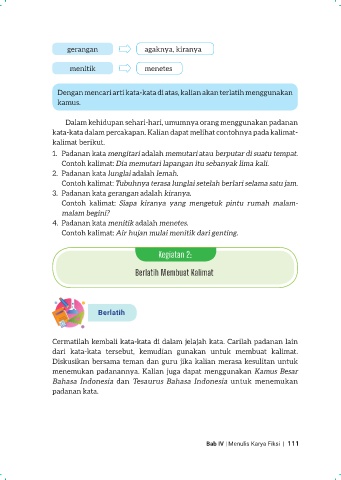 gerangan agaknya, kiranya
menitik menetes
Dengan mencari arti kata-kata di atas, kalian akan terlatih menggunakan
kamus.
Dalam kehidupan sehari-hari, umumnya orang menggunakan padanan
kata-kata dalam percakapan. Kalian dapat melihat contohnya pada kalimat-
kalimat berikut.
1. Padanan kata mengitari adalah memutari atau berputar di suatu tempat.
Contoh kalimat: Dia memutari lapangan itu sebanyak lima kali.
2. Padanan kata lunglai adalah lemah.
Contoh kalimat: Tubuhnya terasa lunglai setelah berlari selama satu jam.
3. Padanan kata gerangan adalah kiranya.
Contoh kalimat: Siapa kiranya yang mengetuk pintu rumah malam-
malam begini?
4. Padanan kata menitik adalah menetes.
Contoh kalimat: Air hujan mulai menitik dari genting.
Kegiatan 2:
Berlatih Membuat Kalimat
Berlatih
Cermatilah kembali kata-kata di dalam jelajah kata. Carilah padanan lain
dari kata-kata tersebut, kemudian gunakan untuk membuat kalimat.
Diskusikan bersama teman dan guru jika kalian merasa kesulitan untuk
menemukan padanannya. Kalian juga dapat menggunakan Kamus Besar
Bahasa Indonesia dan Tesaurus Bahasa Indonesia untuk menemukan
padanan kata.
Bab IV | Menulis Karya Fiksi | 111